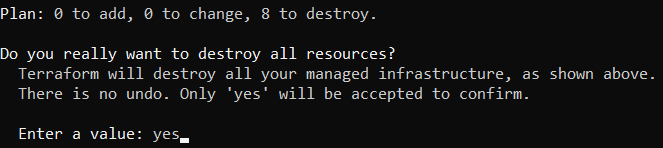 Plan: 0 to add, 0 to change, 8 to destroy.
Do you really want to destroy all resources?
Terraform will destroy all your managed infrastructure, as shown above.
There is no undo. Only 'yes' will be accepted to confirm.
Enter a value: yes